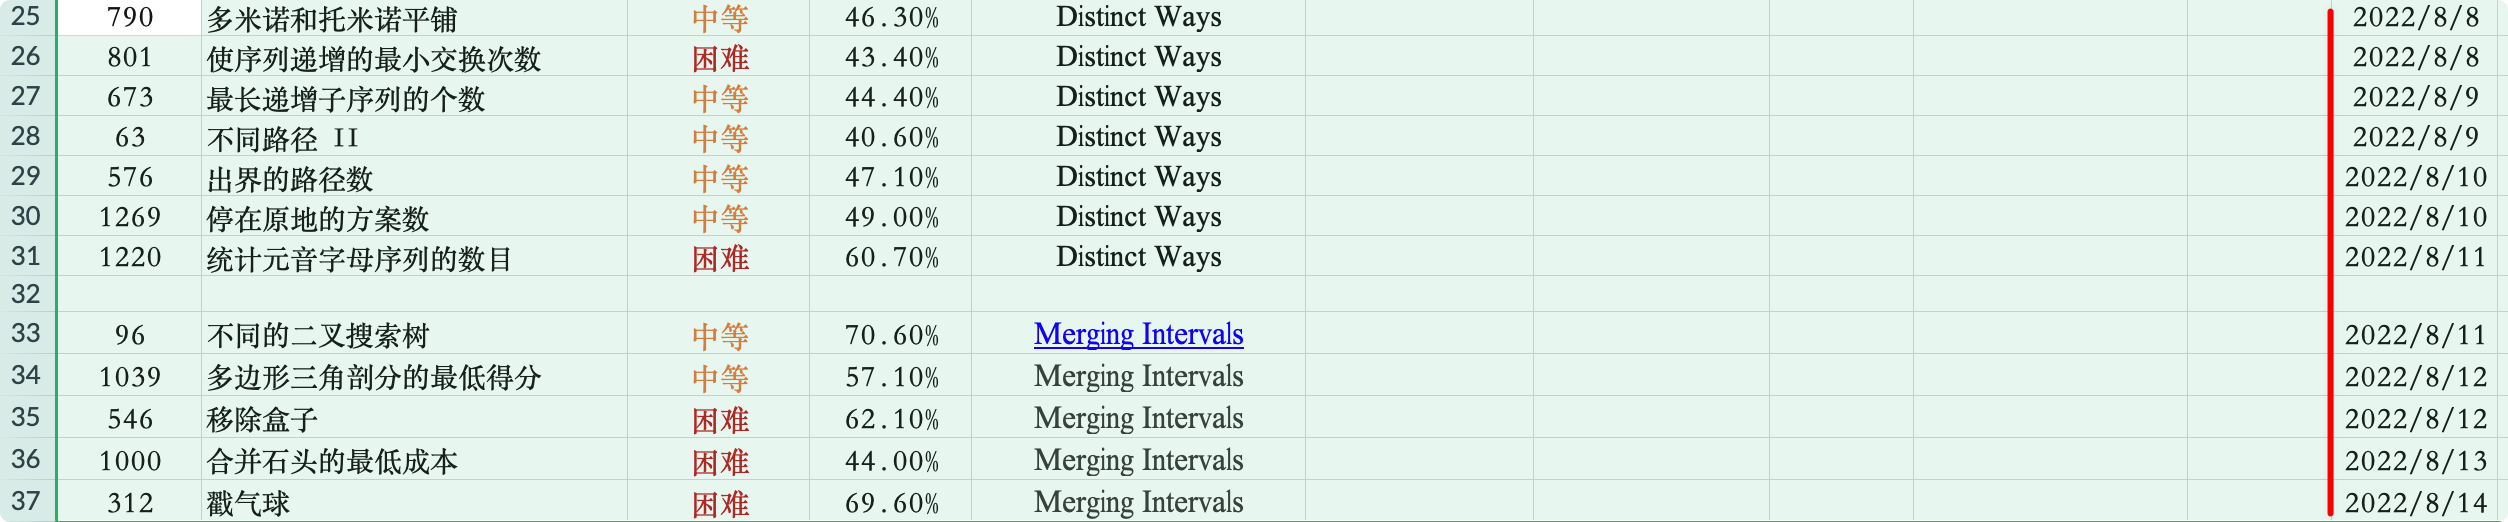 25 790 多米诺和托米诺平铺 中等 46.30% Distinct Ways 2022/8/8
26 801 使序列递增的最小交换次数 困难 43.40% Distinct Ways 2022/8/8
27 673 最长递增子序列的个数 中等 44.40% Distinct Ways 2022/8/9
28 63 不同路径 II 中等 40.60% Distinct Ways 2022/8/9
29 576 出界的路径数 中等 47.10% Distinct Ways 2022/8/10
30 1269 停在原地的方案数 中等 49.00% Distinct Ways 2022/8/10
31 1220 统计元音字母序列的数目 困难 60.70% Distinct Ways 2022/8/11
32
33 96 不同的二叉搜索树 中等 70.60% Merging Intervals 2022/8/11
34 1039 多边形三角剖分的最低得分 中等 57.10% Merging Intervals 2022/8/12
35 546 移除盒子 困难 62.10% Merging Intervals 2022/8/12
36 1000 合并石头的最低成本 困难 44.00% Merging Intervals 2022/8/13
37 312 戳气球 困难 69.60% Merging Intervals 2022/8/14